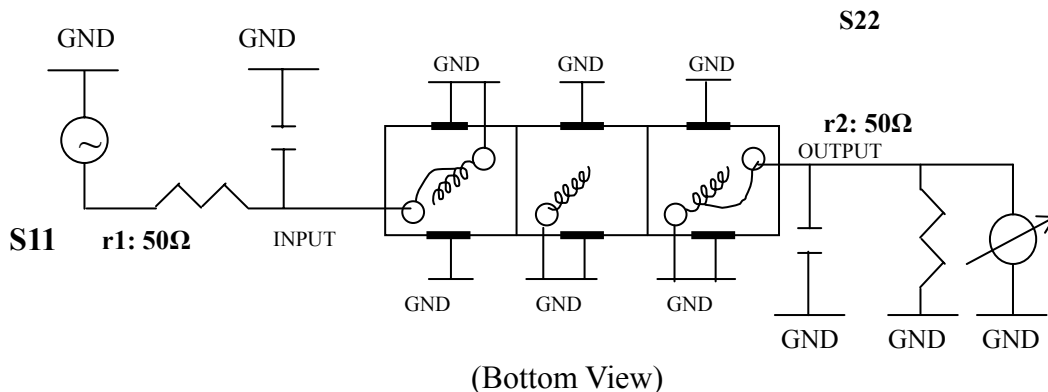 S22
GND
GND
GND
GND
GND
r2: 50Ω
OUTPUT
S11
r1: 50Ω
INPUT
GND
GND
GND
GND
GND
GND
(Bottom View)